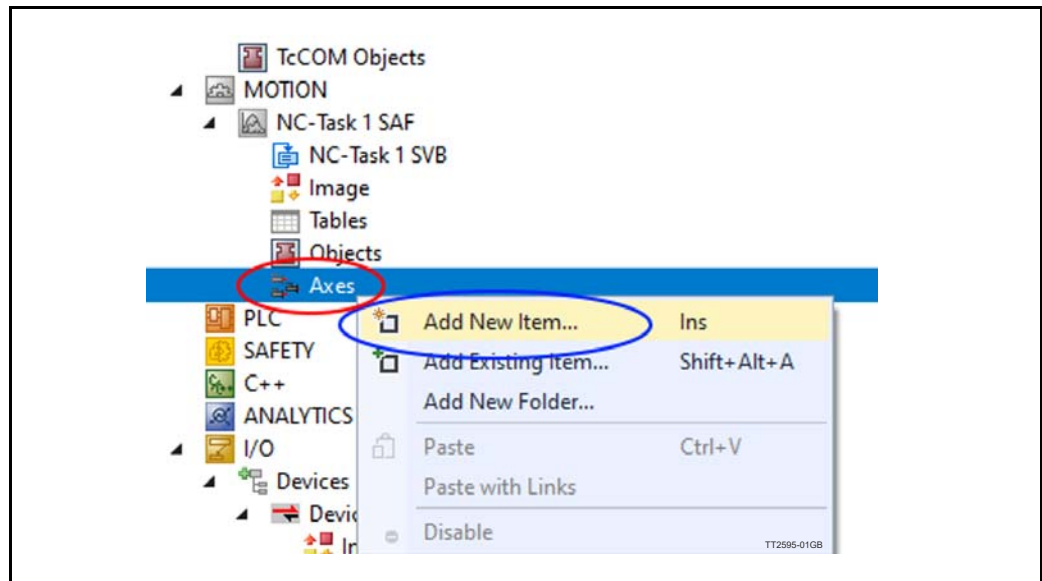 TcCOM Objects
MOTION
NC-Task 1 SAF
NC-Task 1 SVB
Image
Tables
Objects
Axes
PLC
SAFETY
C++
ANALYTICS
I/O
Devices
Add New Item... Ins
Add Existing Item... Shift+Alt+A
Add New Folder...
Paste Ctrl+V
Paste with Links
Disable
TT2595-01GB